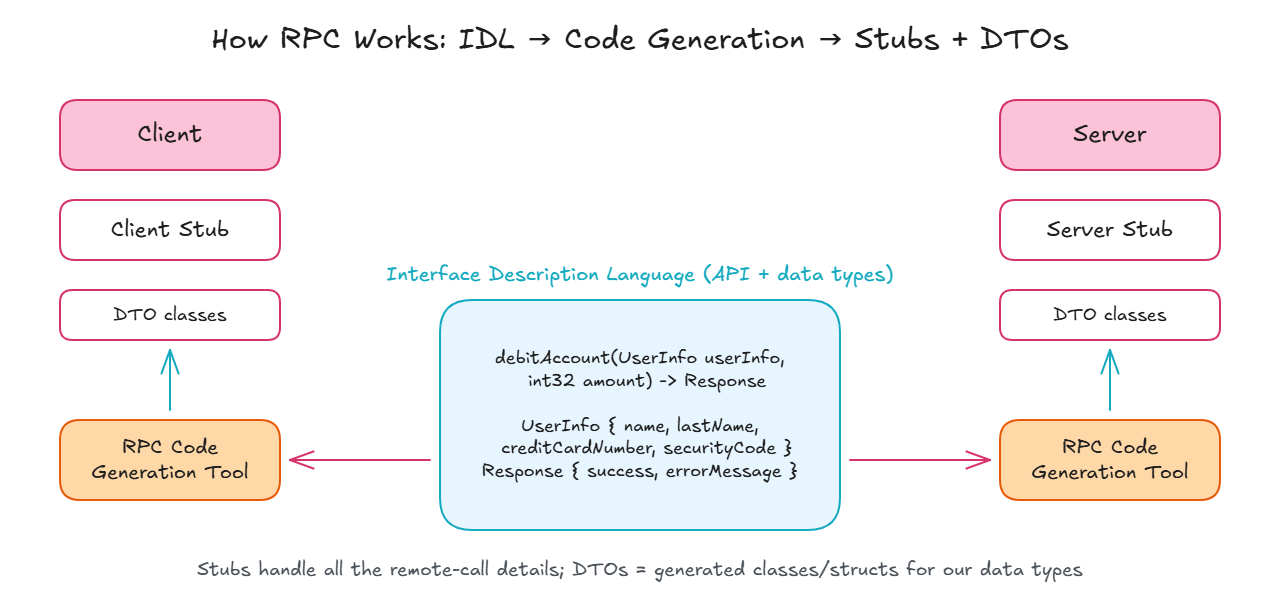 How RPC Works: IDL → Code Generation → Stubs + DTOs
Client
Server
Client Stub
Server Stub
Interface Description Language (API + data types)
DTO classes
DTO classes
debitAccount(UserInfo userInfo,
int32 amount) -> Response
UserInfo { name, lastName,
creditCardNumber, securityCode }
Response { success, errorMessage }
RPC Code
Generation Tool
RPC Code
Generation Tool
Stubs handle all the remote-call details; DTOs = generated classes/structs for our data types